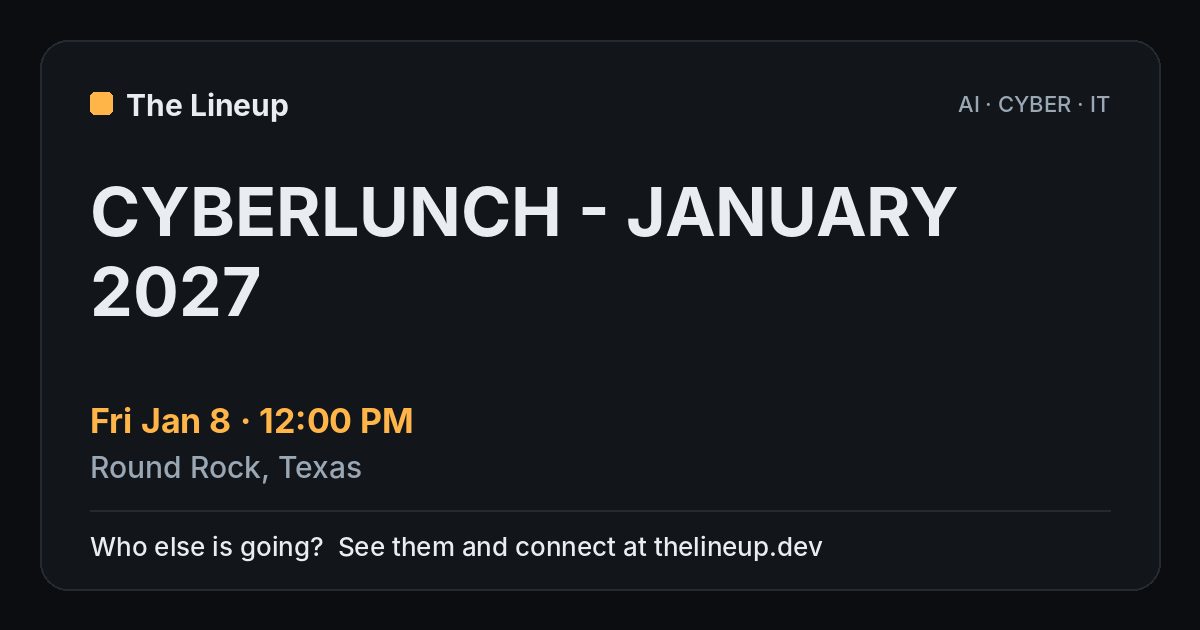 The Lineup
AI · CYBER · IT
CYBERLUNCH - JANUARY
2027
Fri Jan 8 · 12:00 PM
Round Rock, Texas
Who else is going? See them and connect at thelineup.dev